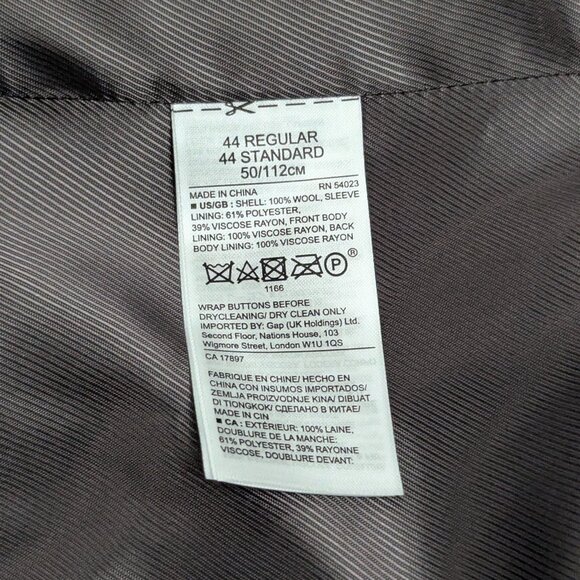 44 REGULAR
44 STANDARD
50/112CM
MADE IN CHINA RN 54023
■ US/GB : SHELL: 100% WOOL, SLEEVE
LINING: 61% POLYESTER,
39% VISCOSE RAYON, FRONT BODY
LINING: 100% VISCOSE RAYON, BACK
BODY LINING: 100% VISCOSE RAYON
P®
1166
WRAP BUTTONS BEFORE
DRYCLEANING/DRY CLEAN ONLY
IMPORTED BY: Gap (UK Holdings) Ltd.
Second Floor, Nations House, 103
Wigmore Street, London W1U 1QS
CA 17897
FABRIQUE EN CHINE/ HECHO EN
CHINA CON INSUMOS IMPORTADOS/
ZEMLJA PROIZVODNJE KINA/ DIBUAT
DI TIONGKOK/ СДЕЛАНО В КИТАЕ/
MADE IN CIN
■ CA : EXTÉRIEUR: 100% LAINE,
DOUBLURE DE LA MANCHE:
61% POLYESTER, 39% RAYONNE
VISCOSE, DOUBLURE DEVANT: